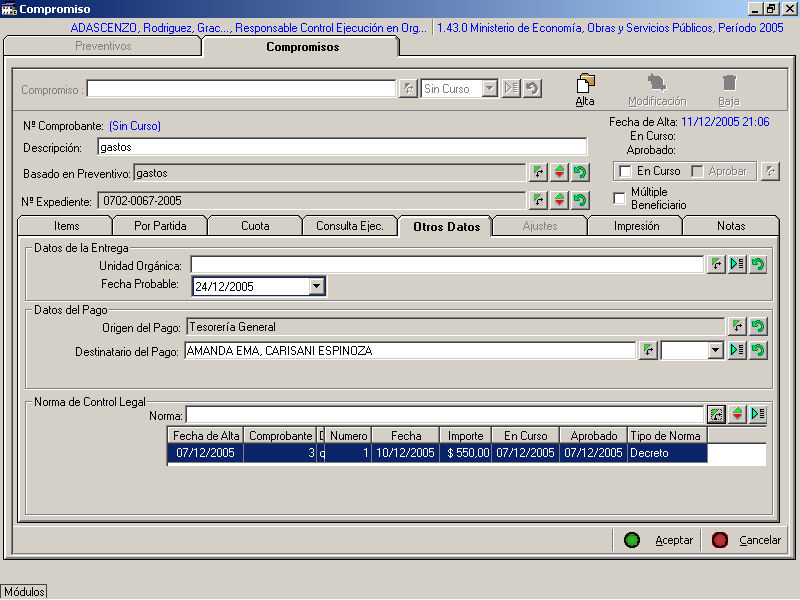 Compromiso
ADASCENZO, Rodriguez, Grac..., Responsable Control Ejecución en Org... 1.43.0 Ministerio de Economía, Obras y Servicios Públicos, Período 2005
Preventivos Compromisos
Compromiso : Sin Curso Alta Modificación Baja
Nº Comprobante: (Sin Curso) Fecha de Alta: 11/12/2005 21:06
En Curso:
Descripción: gastos Aprobado:
Basado en Preventivo: gastos En Curso Aprobar
Nº Expediente: 0702-0067-2005 Múltiple
Beneficiario
Items Por Partida Cuota Consulta Ejec. Otros Datos Ajustes Impresión Notas
Datos de la Entrega
Unidad Orgánica:
Fecha Probable: 24/12/2005
Datos del Pago
Origen del Pago: Tesorería General
Destinatario del Pago: AMANDA EMA, CARISANI ESPINOZA
Norma de Control Legal
Norma:
Fecha de Alta Comprobante Numero Fecha Importe En Curso Aprobado Tipo de Norma
07/12/2005 3 1 10/12/2005 $ 550,00 07/12/2005 07/12/2005 Decreto
Aceptar Cancelar
Módulos